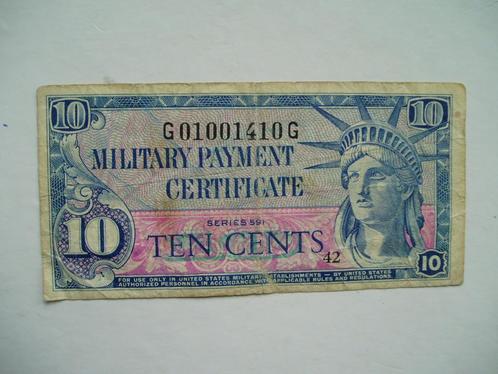 10 10
G01001410G
MILITARY PAYMENT
CERTIFICATE
SERIES 591
10 TEN CENTS
42
10
FOR USE ONLY IN UNITED STATES MILITARY ESTABLISHMENTS — BY UNITED STATES
AUTHORIZED PERSONNEL IN ACCORDANCE WITH APPLICABLE RULES AND REGULATIONS.